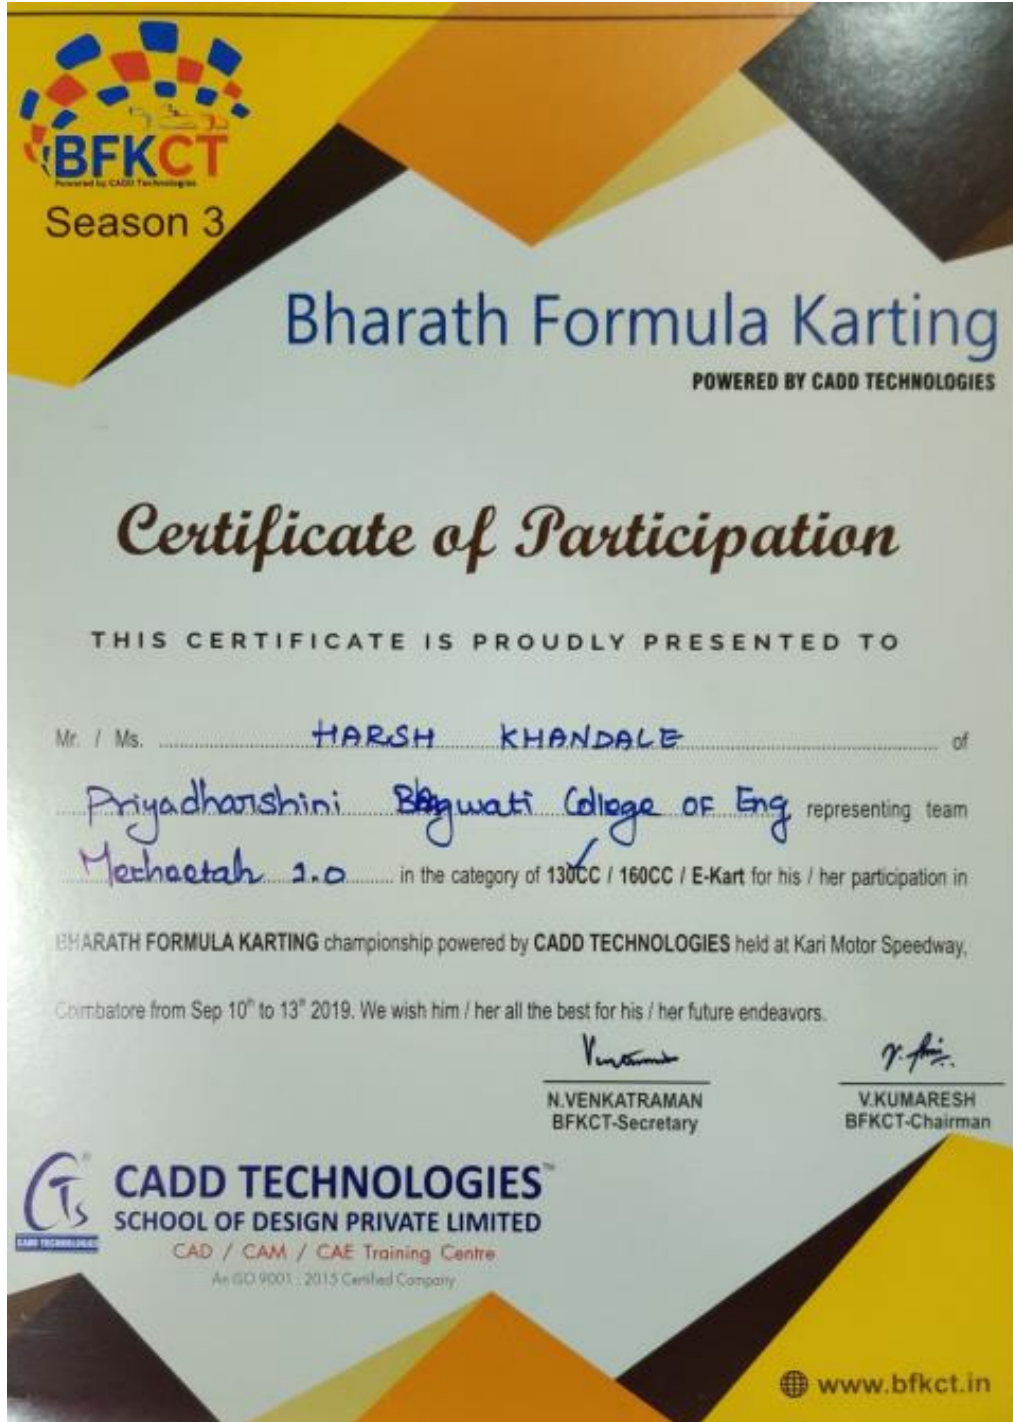 BFKCT
Powered by CADD Technologies
Season 3
Bharath Formula Karting
POWERED BY CADD TECHNOLOGIES
Certificate of Participation
THIS CERTIFICATE IS PROUDLY PRESENTED TO
Mr. / Ms. HARSH KHANDALE of
Priyadharshini Bhagwati College OF Eng representing team
Mechaetah 2.0 in the category of 130CC / 160CC / E-Kart for his / her participation in
BHARATH FORMULA KARTING championship powered by CADD TECHNOLOGIES held at Kari Motor Speedway,
Coimbatore from Sep 10th to 13th 2019. We wish him / her all the best for his / her future endeavors.
N.VENKATRAMAN
BFKCT-Secretary
V.KUMARESH
BFKCT-Chairman
CTs
CADD TECHNOLOGIES
CADD TECHNOLOGIES™
SCHOOL OF DESIGN PRIVATE LIMITED
CAD / CAM / CAE Training Centre
An ISO 9001 : 2015 Certified Company
www.bfkct.in